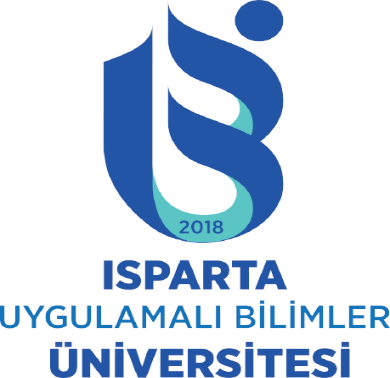 2018
ISPARTA
UYGULAMALI BİLİMLER
ÜNİVERSİTESİ